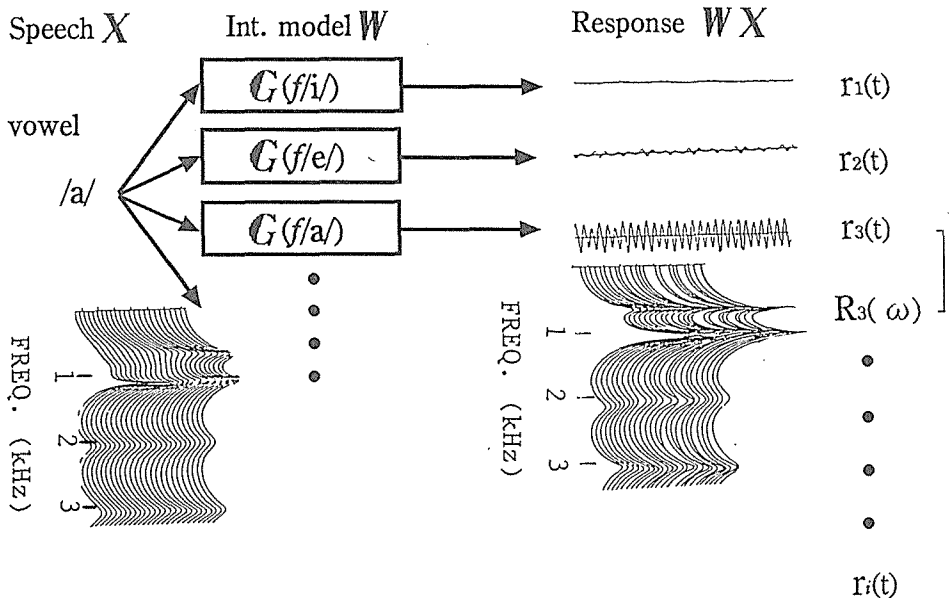 Speech X
Int. model W
Response W X
vowel
/a/
G(f/i/)
G(f/e/)
G(f/a/)
r1(t)
r2(t)
r3(t)
R3( ω)
FREQ. (kHz)
1
2
3
FREQ. (kHz)
1
2
3
ri(t)